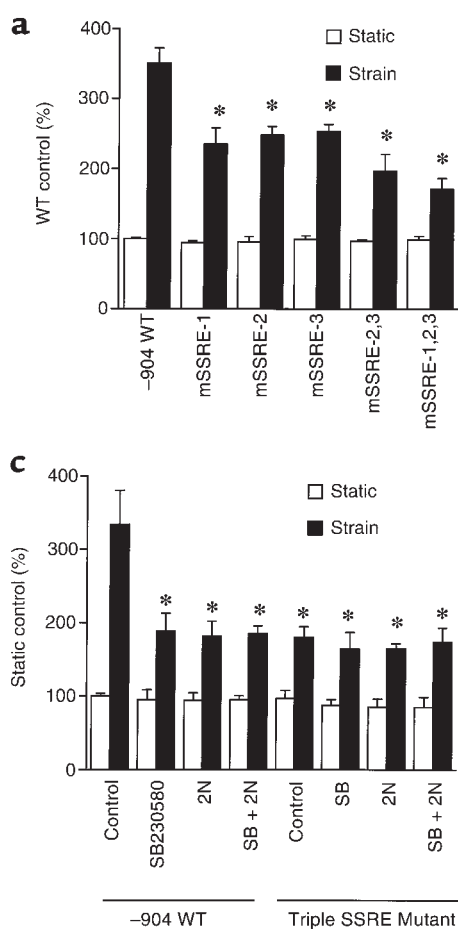 a
Static
Strain
WT control (%)
400
300
200
100
0
–904 WT
mSSRE-1
mSSRE-2
mSSRE-3
mSSRE-2,3
mSSRE-1,2,3
* * * * *
c
Static
Strain
Static control (%)
400
300
200
100
0
* * * * * * *
Control
SB230580
2N
SB + 2N
Control
SB
2N
SB + 2N
–904 WT
Triple SSRE Mutant